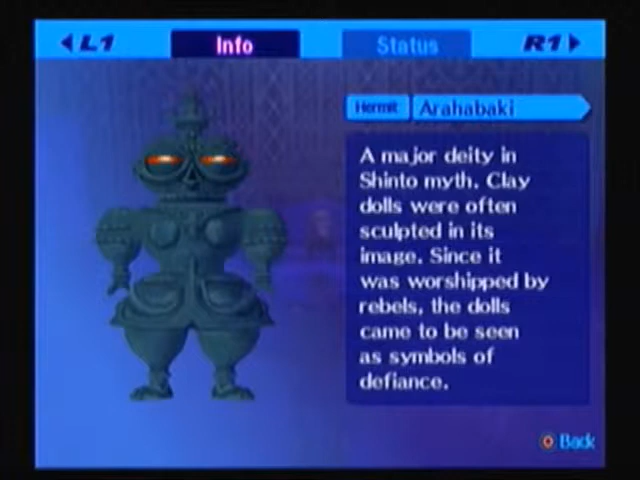 L1 Info Status R1
Hermit Arahabaki
A major deity in
Shinto myth. Clay
dolls were often
sculpted in its
image. Since it
was worshipped by
rebels, the dolls
came to be seen
as symbols of
defiance.
Back